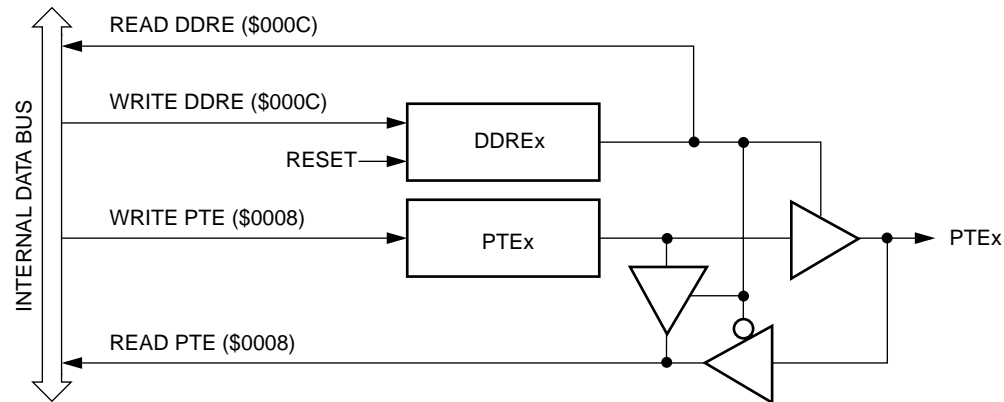 READ DDRE ($000C)
WRITE DDRE ($000C)
DDREx
RESET
WRITE PTE ($0008)
PTEx
PTEx
READ PTE ($0008)
INTERNAL DATA BUS